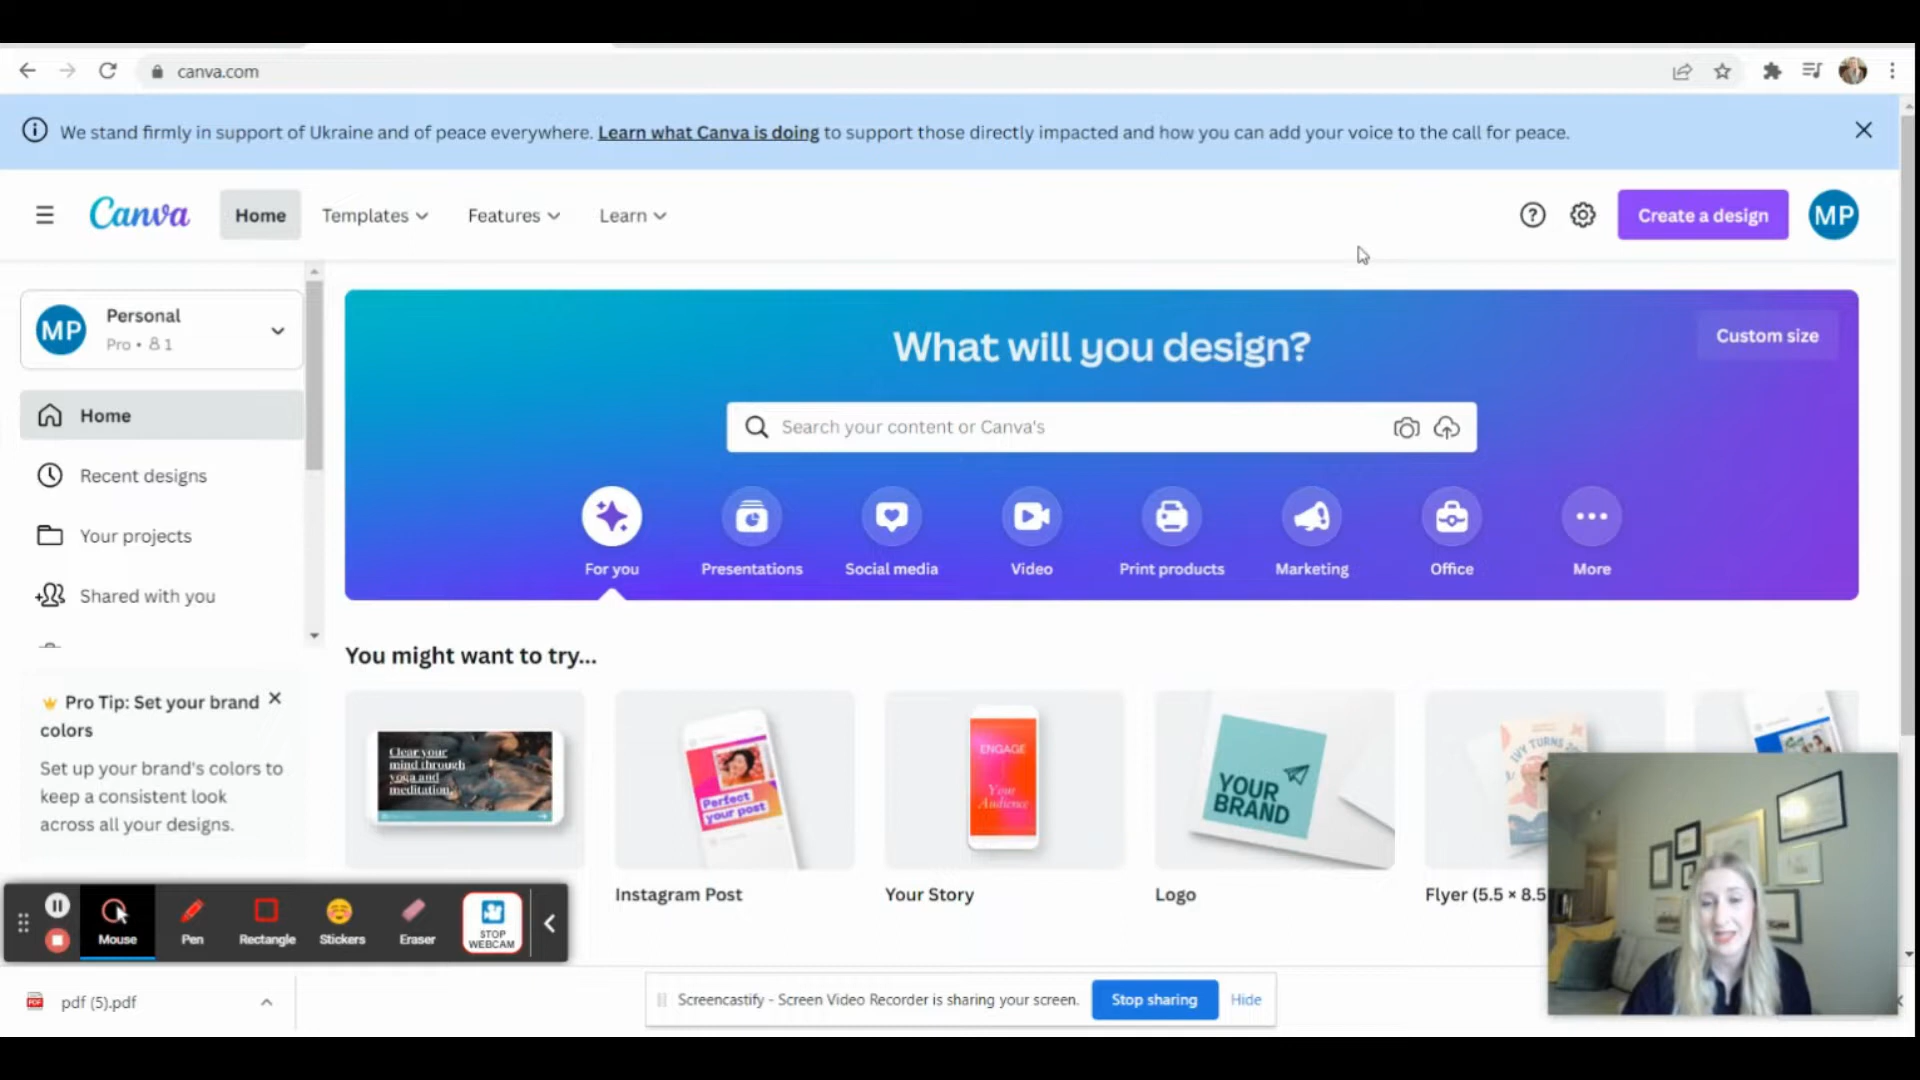 canva.com
We stand firmly in support of Ukraine and of peace everywhere. Learn what Canva is doing to support those directly impacted and how you can add your voice to the call for peace.
Canva
Home
Templates
Features
Learn
Create a design
MP
MP
Personal
Pro • 1
Home
Recent designs
Your projects
Shared with you
Pro Tip: Set your brand
colors
Set up your brand's colors to
keep a consistent look
across all your designs.
What will you design?
Custom size
Search your content or Canva's
For you
Presentations
Social media
Video
Print products
Marketing
Office
More
You might want to try...
Clear your
mind through
yoga and
meditation.
Perfect
your post
Instagram Post
ENGAGE
Your
Audience
Your Story
YOUR
BRAND
Logo
IVY TURNS
Flyer (5.5 × 8.5
Mouse
Pen
Rectangle
Stickers
Eraser
STOP
WEBCAM
PDF
pdf (5).pdf
Screencastify - Screen Video Recorder is sharing your screen.
Stop sharing
Hide